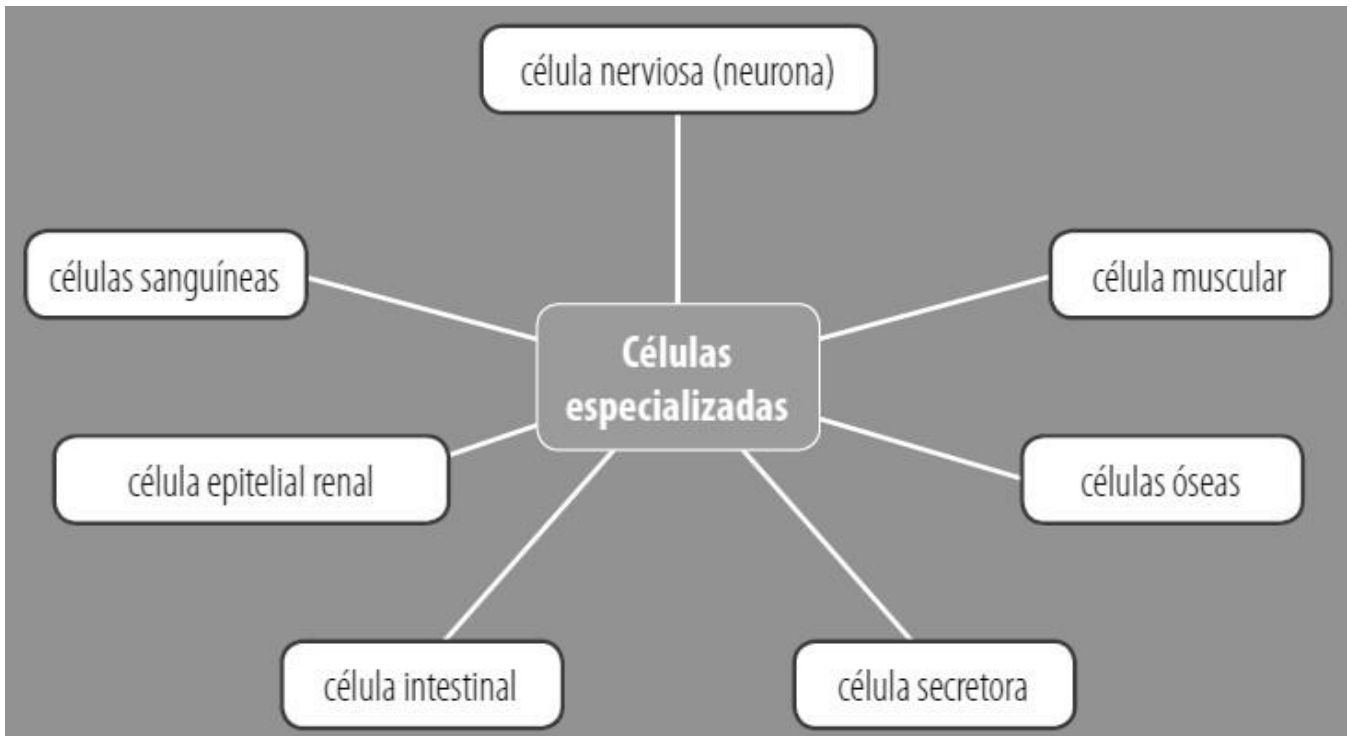 célula nerviosa (neurona)
células sanguíneas
célula muscular
Células
especializadas
célula epitelial renal
células óseas
célula intestinal
célula secretora